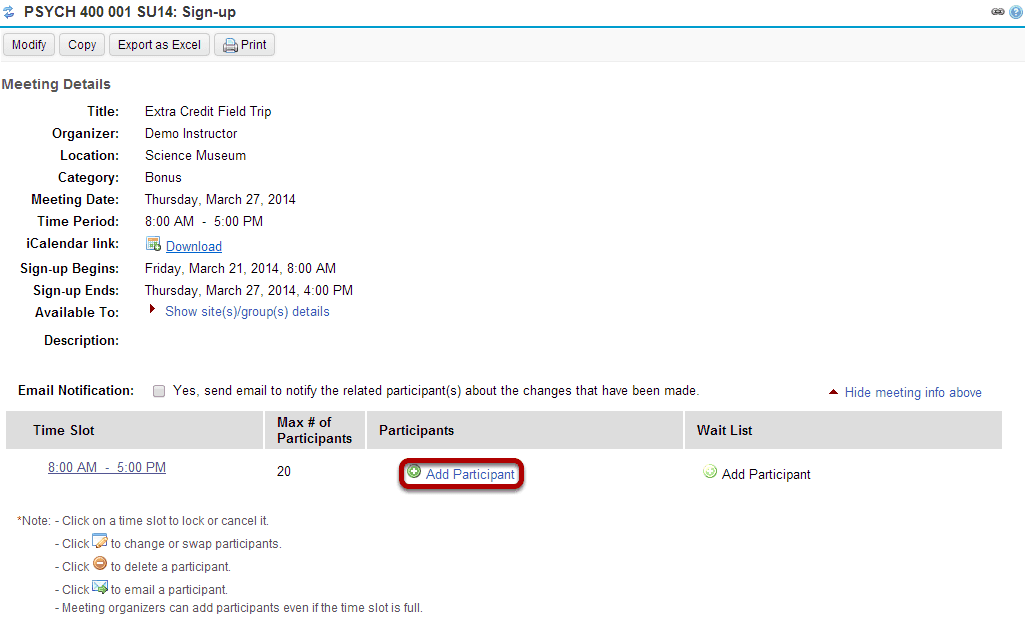 PSYCH 400 001 SU14: Sign-up
Modify Copy Export as Excel Print
Meeting Details
Title: Extra Credit Field Trip
Organizer: Demo Instructor
Location: Science Museum
Category: Bonus
Meeting Date: Thursday, March 27, 2014
Time Period: 8:00 AM - 5:00 PM
iCalendar link: Download
Sign-up Begins: Friday, March 21, 2014, 8:00 AM
Sign-up Ends: Thursday, March 27, 2014, 4:00 PM
Available To: Show site(s)/group(s) details
Description:
Email Notification: Yes, send email to notify the related participant(s) about the changes that have been made. Hide meeting info above
Time Slot Max # of Participants Participants Wait List
8:00 AM - 5:00 PM 20 Add Participant Add Participant
*Note: - Click on a time slot to lock or cancel it.
- Click to change or swap participants.
- Click to delete a participant.
- Click to email a participant.
- Meeting organizers can add participants even if the time slot is full.